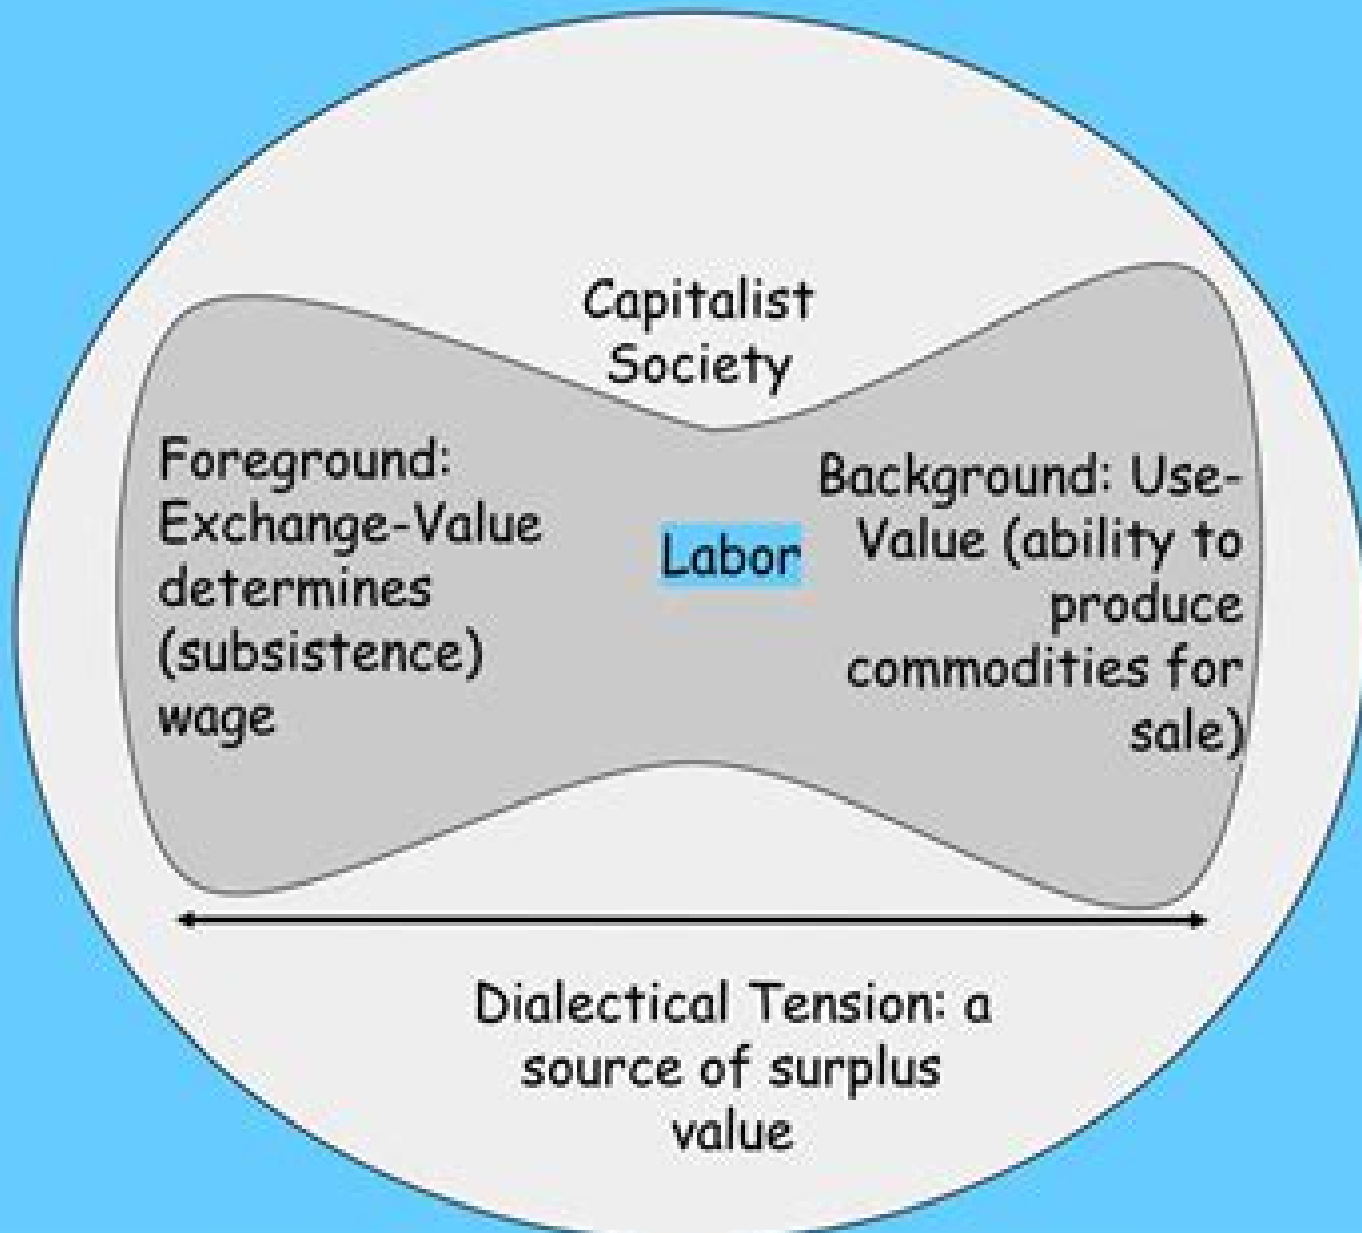 Capitalist
Society
Foreground:
Exchange-Value
determines
(subsistence)
wage
Labor
Background: Use-
Value (ability to
produce
commodities for
sale)
Dialectical Tension: a
source of surplus
value